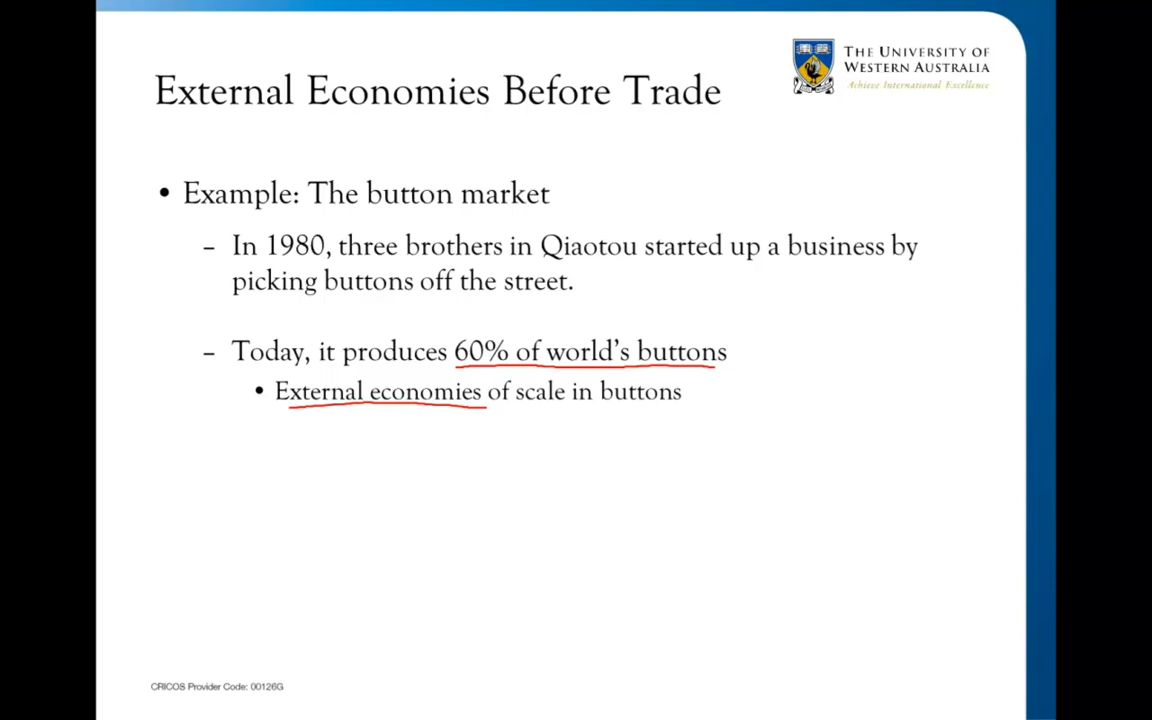 THE UNIVERSITY OF
WESTERN AUSTRALIA
Achieve International Excellence
External Economies Before Trade
• Example: The button market
– In 1980, three brothers in Qiaotou started up a business by
picking buttons off the street.
– Today, it produces 60% of world's buttons
• External economies of scale in buttons
CRICOS Provider Code: 00126G